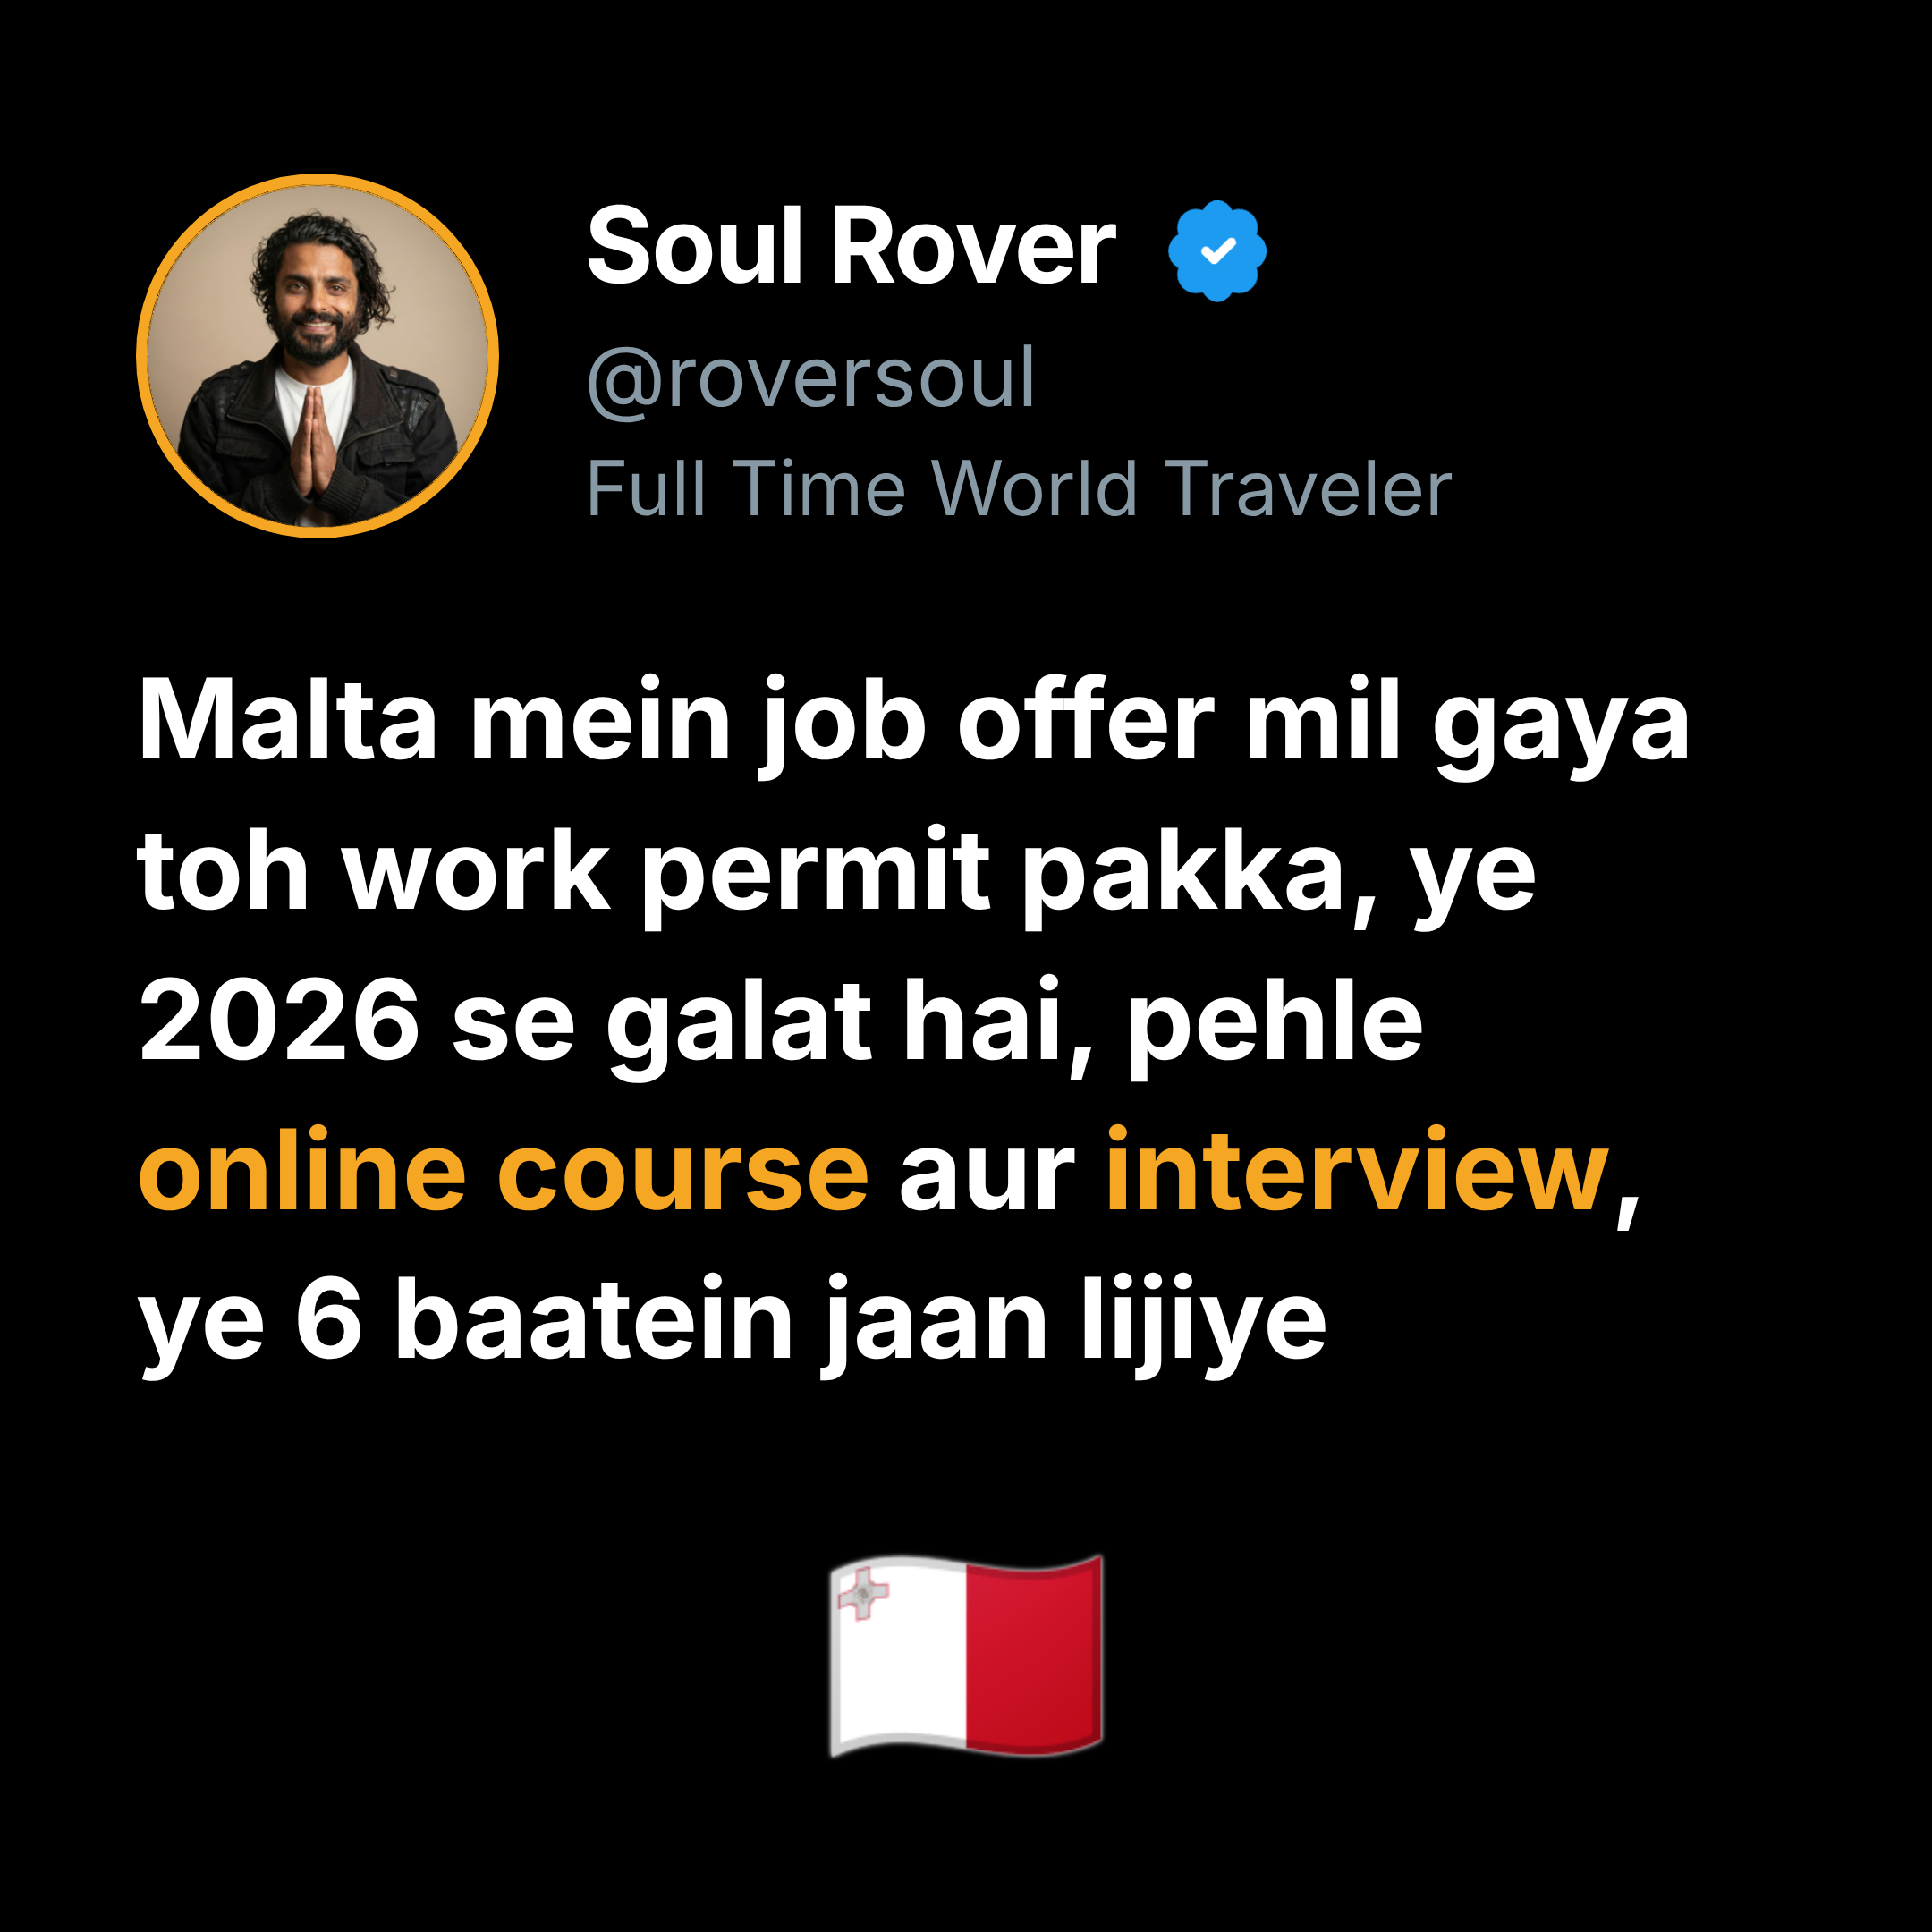 Soul Rover
@roversoul
Full Time World Traveler
Malta mein job offer mil gaya
toh work permit pakka, ye
2026 se galat hai, pehle
online course aur interview,
ye 6 baatein jaan lijiye